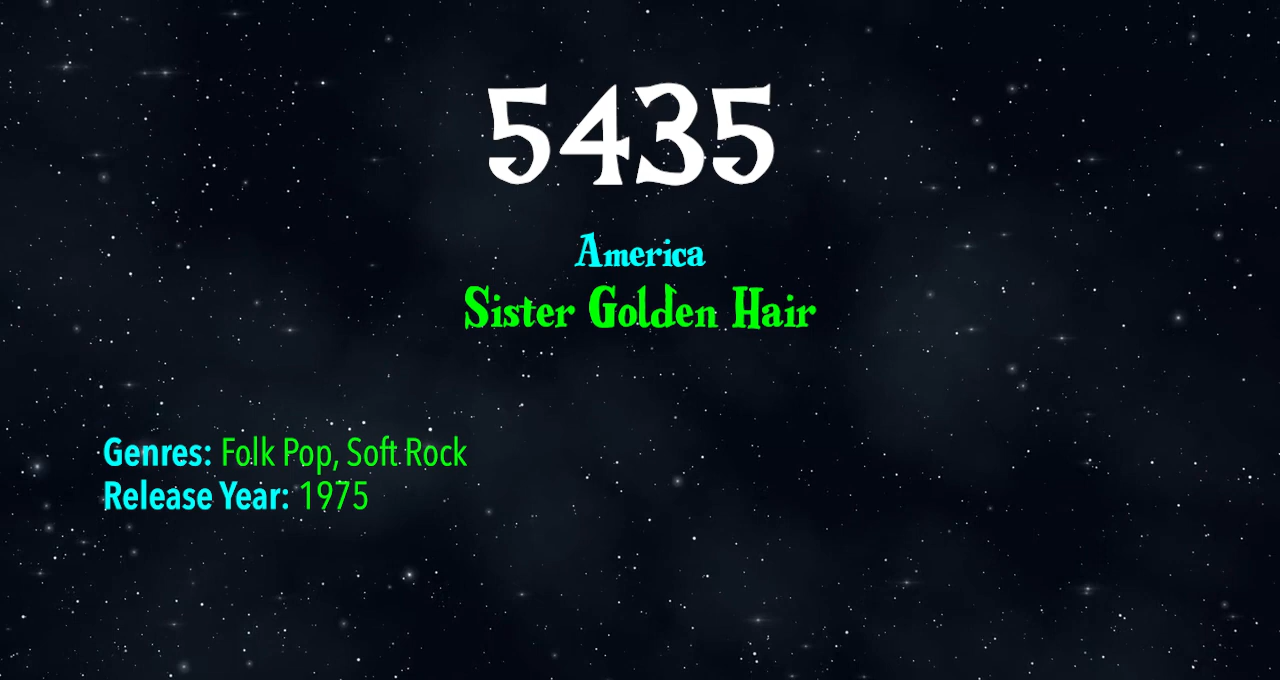 5435
America
Sister Golden Hair
Genres: Folk Pop, Soft Rock
Release Year: 1975